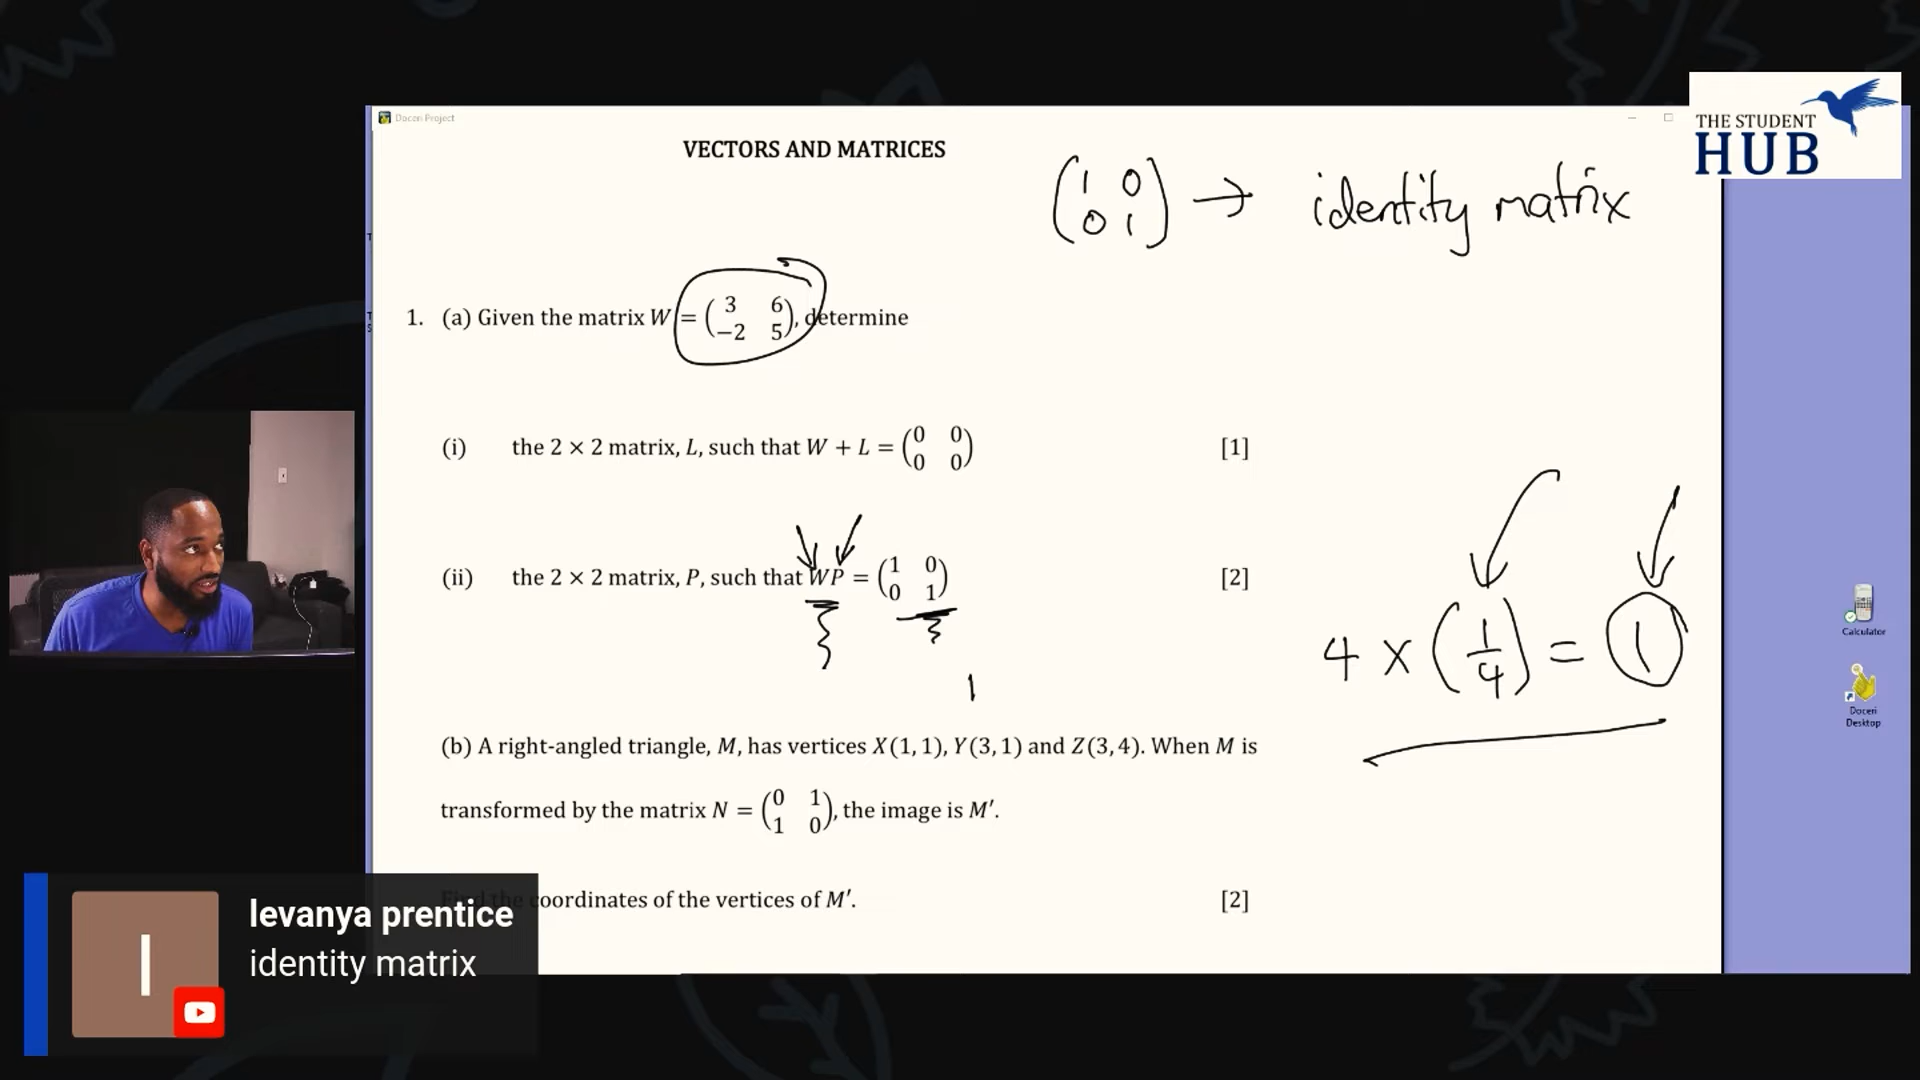 THE STUDENT
HUB
Doceri Project
VECTORS AND MATRICES
(1 0
0 1) → identity matrix
1. (a) Given the matrix W = (3 6
−2 5), determine
(i) the 2 × 2 matrix, L, such that W + L = (0 0
0 0) [1]
(ii) the 2 × 2 matrix, P, such that WP = (1 0
0 1) [2]
4 × (1/4) = 1
1
Calculator
Doceri
Desktop
(b) A right-angled triangle, M, has vertices X(1, 1), Y(3, 1) and Z(3, 4). When M is
transformed by the matrix N = (0 1
1 0), the image is M′.
Find the coordinates of the vertices of M′. [2]
l
levanya prentice
identity matrix